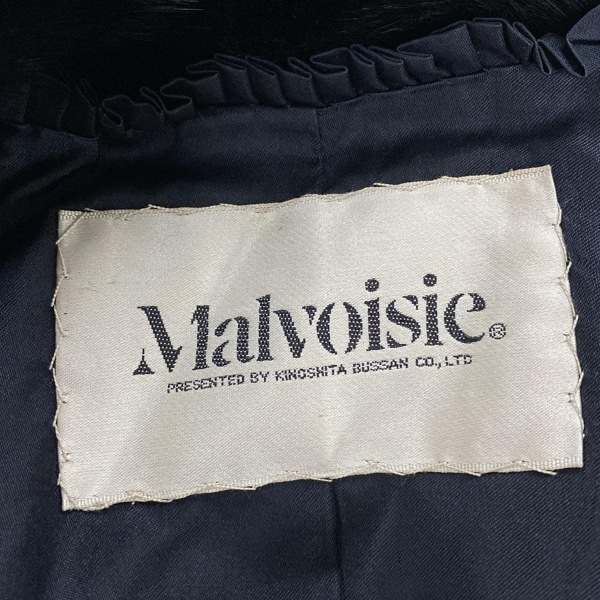 Malvoisie®
PRESENTED BY KINOSHITA BUSSAN CO., LTD